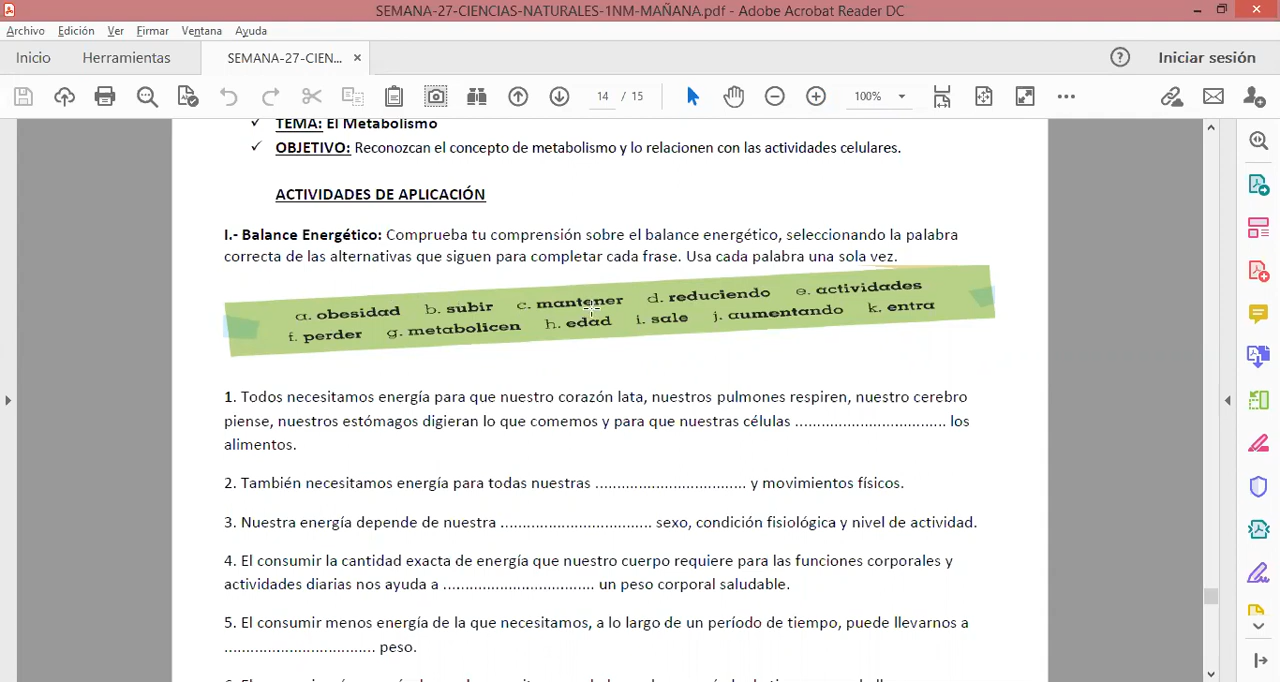 SEMANA-27-CIENCIAS-NATURALES-1NM-MAÑANA.pdf - Adobe Acrobat Reader DC
Archivo Edición Ver Firmar Ventana Ayuda
Inicio Herramientas SEMANA-27-CIEN... × Iniciar sesión
14 / 15 100%
✓ TEMA: El Metabolismo
✓ OBJETIVO: Reconozcan el concepto de metabolismo y lo relacionen con las actividades celulares.
ACTIVIDADES DE APLICACIÓN
I.- Balance Energético: Comprueba tu comprensión sobre el balance energético, seleccionando la palabra
correcta de las alternativas que siguen para completar cada frase. Usa cada palabra una sola vez.
a. obesidad b. subir c. mantener d. reduciendo e. actividades
f. perder g. metabolicen h. edad i. sale j. aumentando k. entra
1. Todos necesitamos energía para que nuestro corazón lata, nuestros pulmones respiren, nuestro cerebro
piense, nuestros estómagos digieran lo que comemos y para que nuestras células .................................. los
alimentos.
2. También necesitamos energía para todas nuestras .................................. y movimientos físicos.
3. Nuestra energía depende de nuestra .................................. sexo, condición fisiológica y nivel de actividad.
4. El consumir la cantidad exacta de energía que nuestro cuerpo requiere para las funciones corporales y
actividades diarias nos ayuda a .................................. un peso corporal saludable.
5. El consumir menos energía de la que necesitamos, a lo largo de un período de tiempo, puede llevarnos a
.................................. peso.